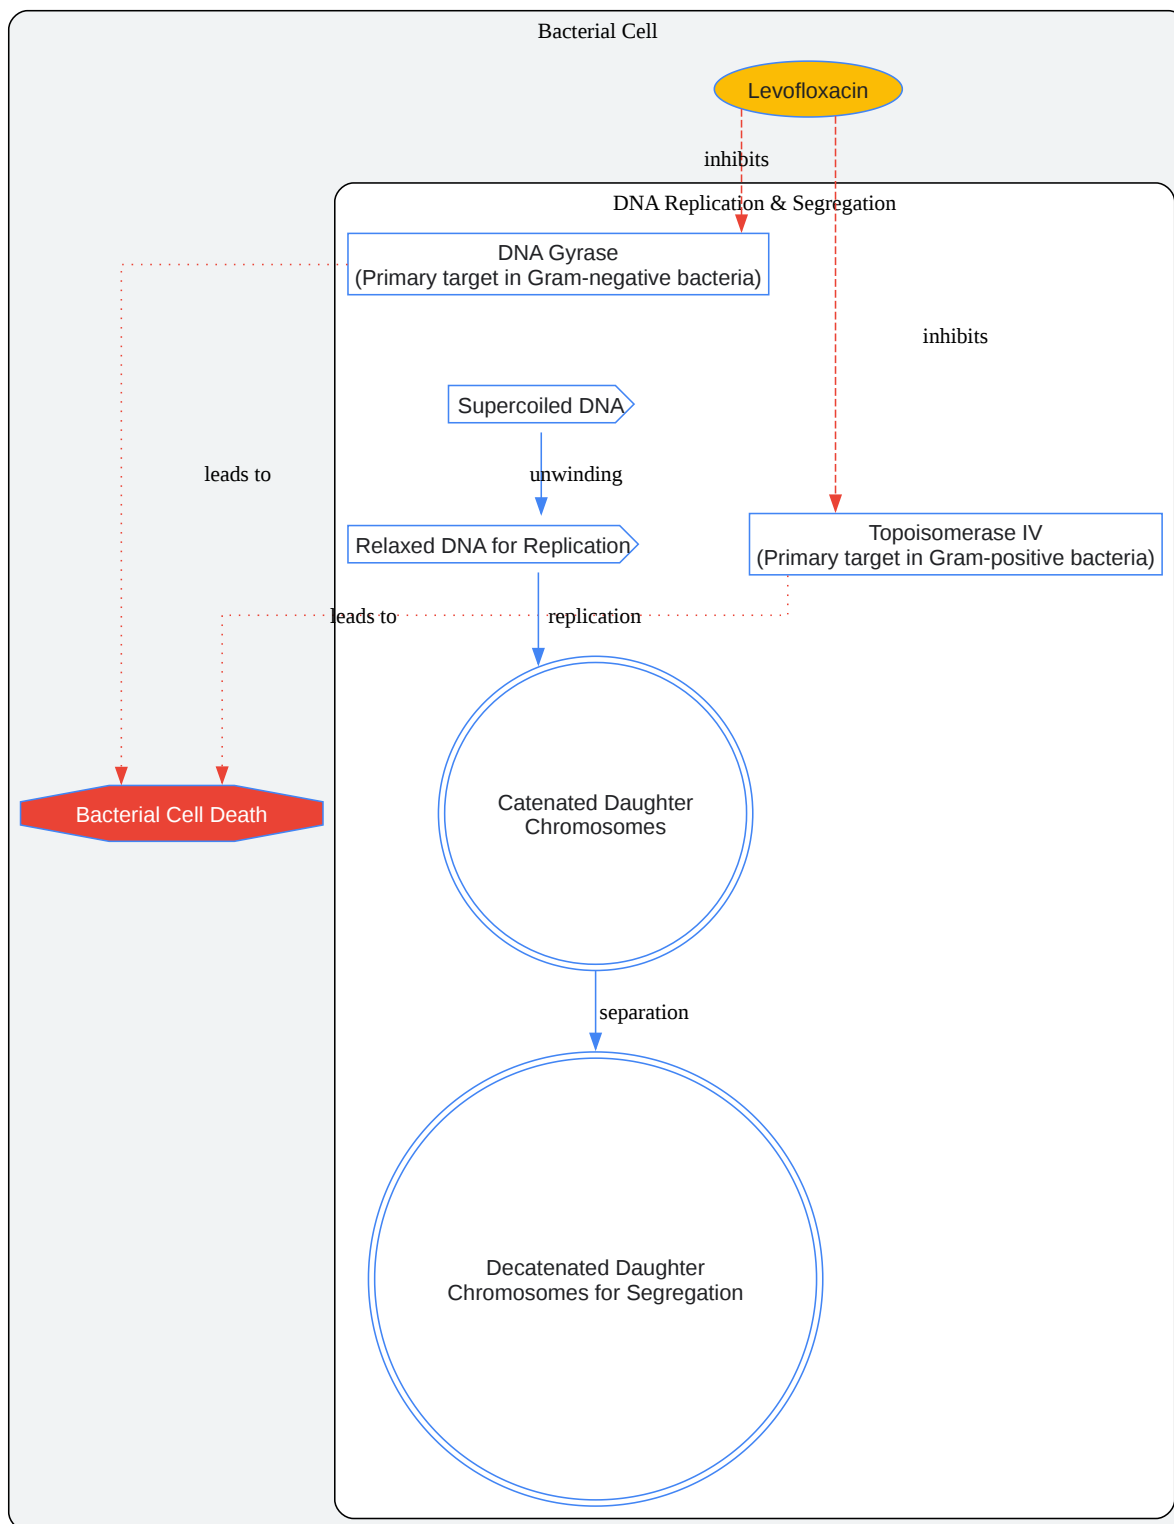 Bacterial Cell
Levofloxacin
inhibits
DNA Replication & Segregation
DNA Gyrase
(Primary target in Gram-negative bacteria)
inhibits
Supercoiled DNA
leads to
unwinding
Relaxed DNA for Replication
Topoisomerase IV
(Primary target in Gram-positive bacteria)
leads to
replication
Catenated Daughter
Chromosomes
Bacterial Cell Death
separation
Decatenated Daughter
Chromosomes for Segregation